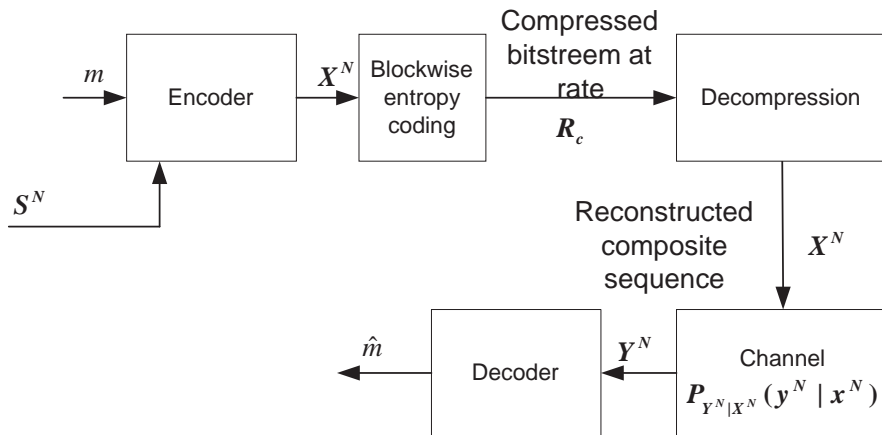 m
Encoder
X^N
Blockwise
entropy
coding
Compressed
bitstreem at
rate
R_c
Decompression
S^N
Reconstructed
composite
sequence
X^N
m̂
Decoder
Y^N
Channel
P_{Y^N|X^N}(y^N | x^N)